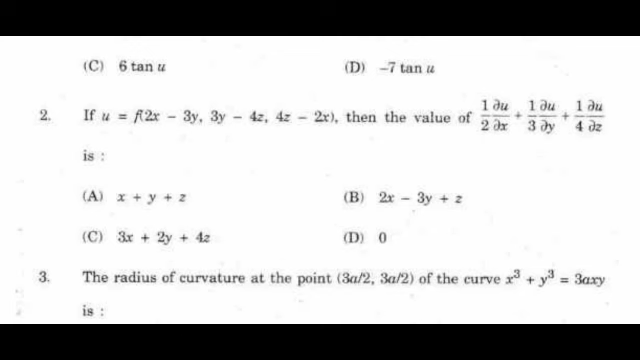 (C) 6 tan u (D) –7 tan u
2. If u = f(2x – 3y, 3y – 4z, 4z – 2x), then the value of 1/2 ∂u/∂x + 1/3 ∂u/∂y + 1/4 ∂u/∂z
is :
(A) x + y + z (B) 2x – 3y + z
(C) 3x + 2y + 4z (D) 0
3. The radius of curvature at the point (3a/2, 3a/2) of the curve x³ + y³ = 3axy
is :